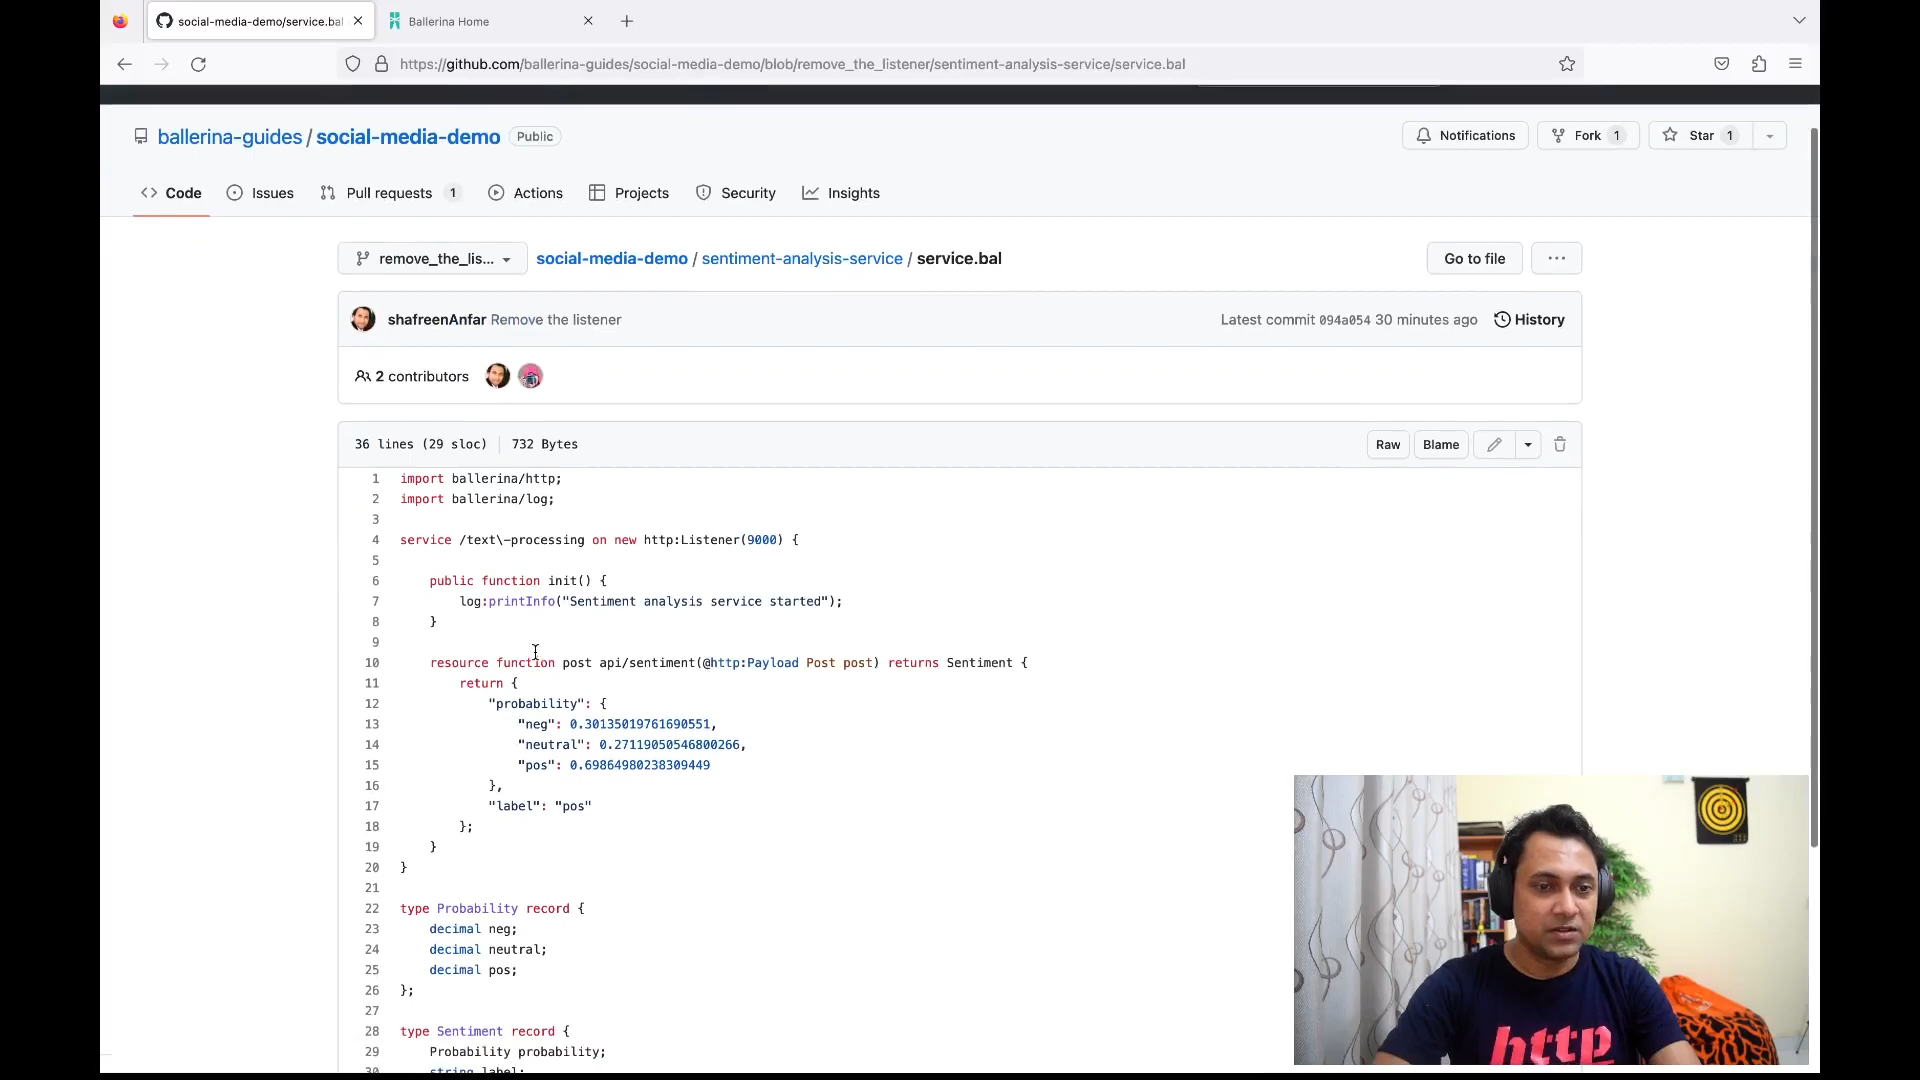 social-media-demo/service.bal
Ballerina Home
https://github.com/ballerina-guides/social-media-demo/blob/remove_the_listener/sentiment-analysis-service/service.bal
ballerina-guides / social-media-demo Public
Notifications Fork 1 Star 1
Code Issues Pull requests 1 Actions Projects Security Insights
remove_the_lis... social-media-demo / sentiment-analysis-service / service.bal Go to file ...
shafreenAnfar Remove the listener Latest commit 094a054 30 minutes ago History
2 contributors
36 lines (29 sloc) 732 Bytes Raw Blame
1 import ballerina/http;
2 import ballerina/log;
3
4 service /text\-processing on new http:Listener(9000) {
5
6 public function init() {
7 log:printInfo("Sentiment analysis service started");
8 }
9
10 resource function post api/sentiment(@http:Payload Post post) returns Sentiment {
11 return {
12 "probability": {
13 "neg": 0.30135019761690551,
14 "neutral": 0.27119050546800266,
15 "pos": 0.69864980238309449
16 },
17 "label": "pos"
18 };
19 }
20 }
21
22 type Probability record {
23 decimal neg;
24 decimal neutral;
25 decimal pos;
26 };
27
28 type Sentiment record {
29 Probability probability;
30 string label;
http